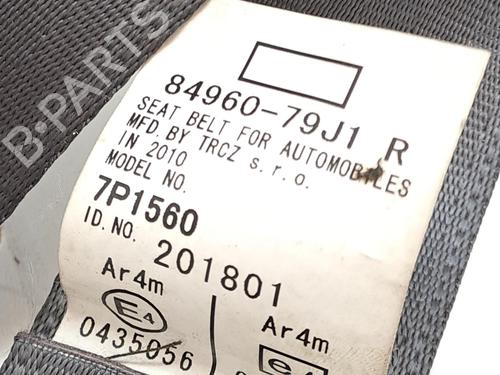 B-PARTS
84960-79J1 R
SEAT BELT FOR AUTOMOBILES
MFD. BY TRCZ s.r.o.
IN 2010
MODEL NO.
7P1560
ID.NO. 201801
Ar4m
E4
0435056
Ar4m
e4